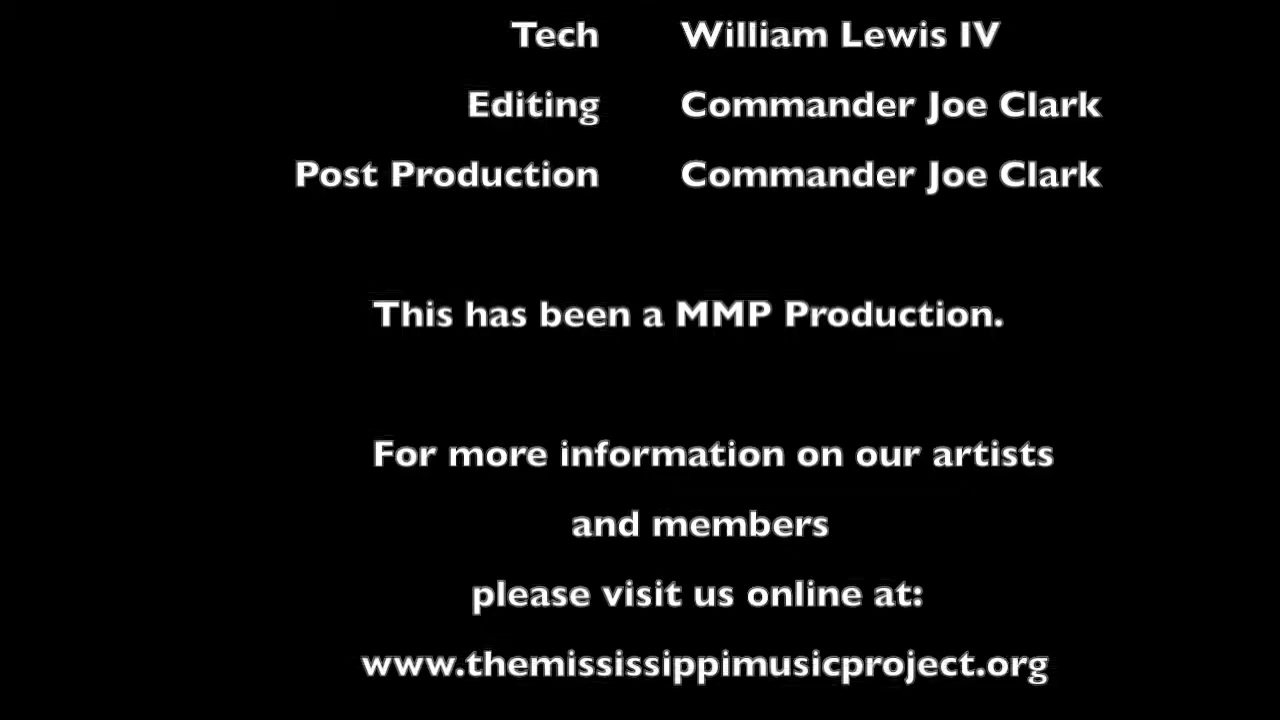 Tech William Lewis IV
Editing Commander Joe Clark
Post Production Commander Joe Clark
This has been a MMP Production.
For more information on our artists
and members
please visit us online at:
www.themississippimusicproject.org